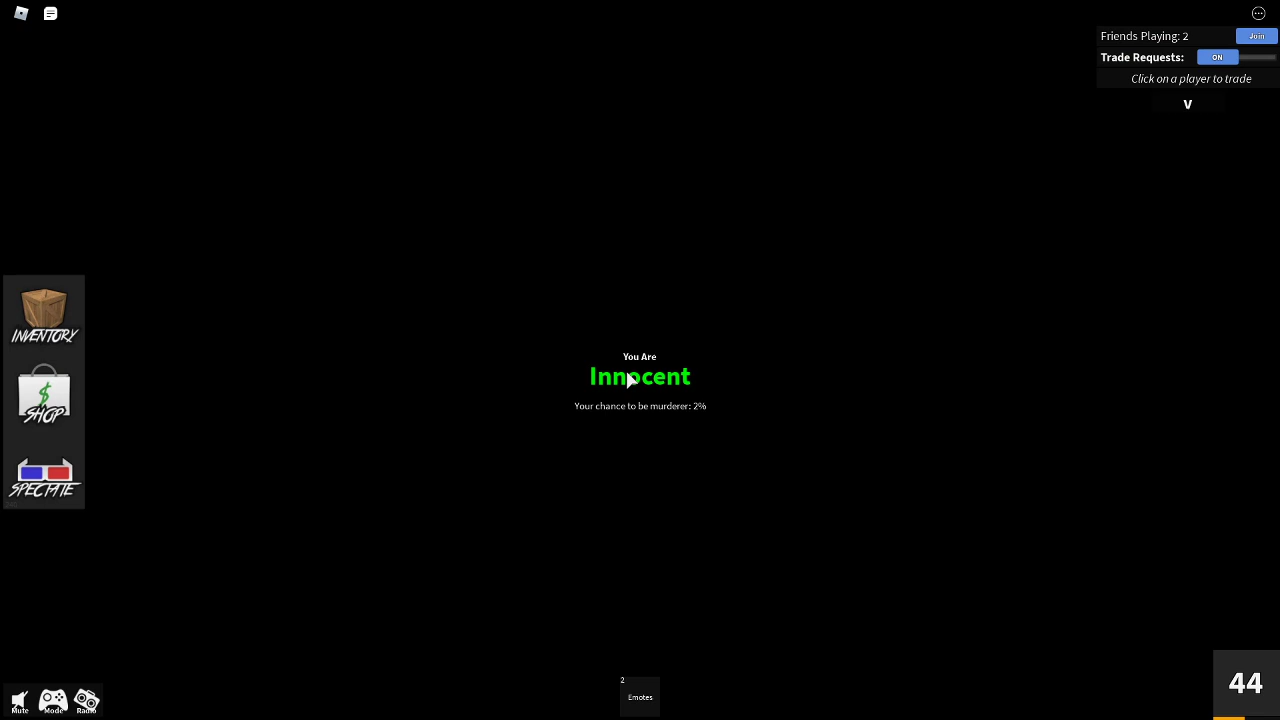 Friends Playing: 2
Join
Trade Requests:
ON
Click on a player to trade
V
INVENTORY
SHOP
SPECTATE
You Are
Innocent
Your chance to be murderer: 2%
Mute
Mode
Radio
2
Emotes
44